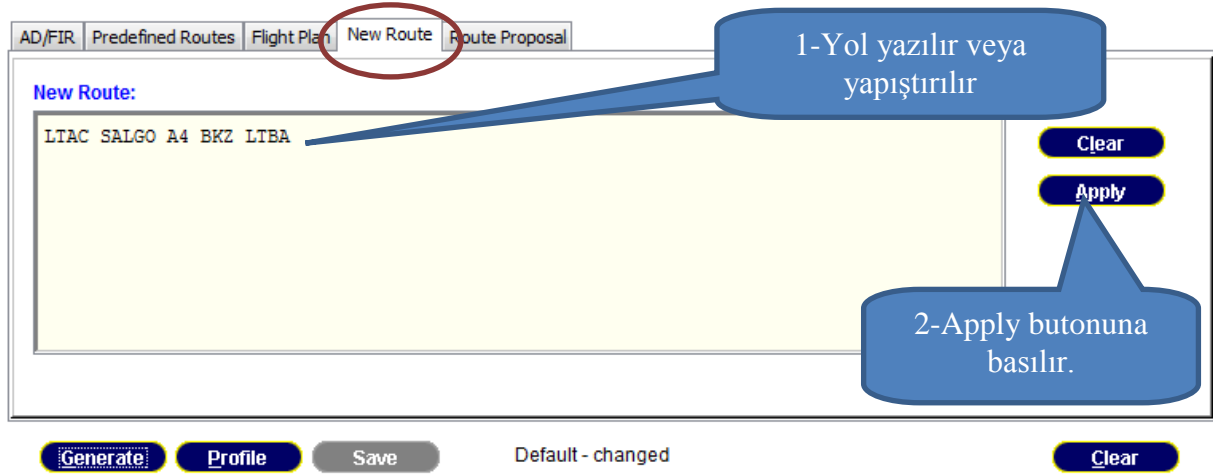 AD/FIR Predefined Routes Flight Plan New Route Route Proposal
1-Yol yazılır veya
yapıştırılır
New Route:
LTAC SALGO A4 BKZ LTBA
Clear
Apply
2-Apply butonuna
basılır.
Generate Profile Save Default - changed Clear